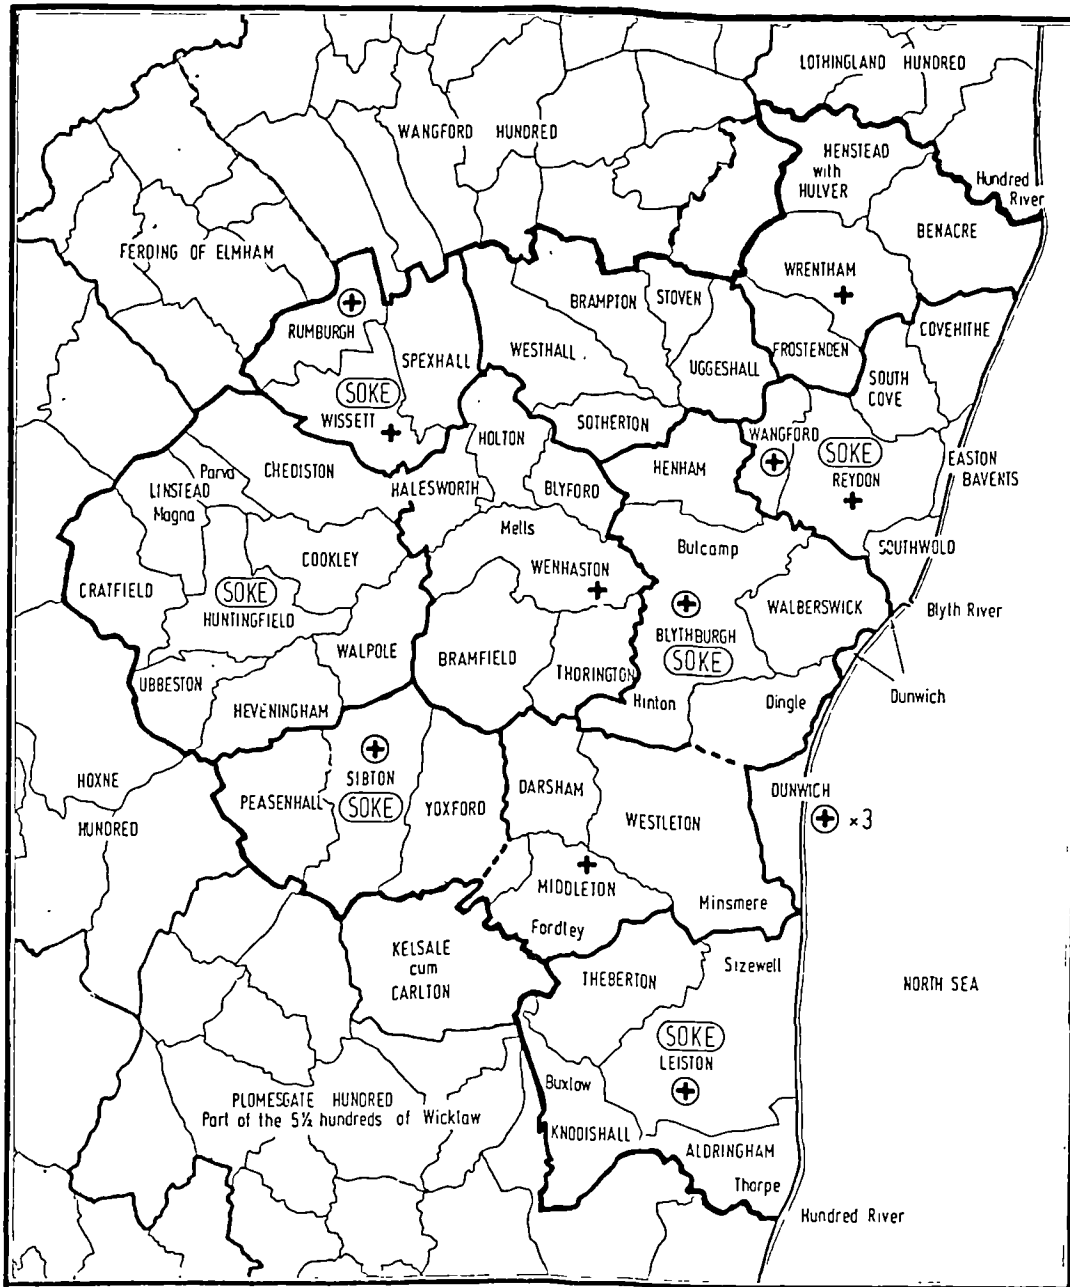 LOTHINGLAND HUNDRED
WANGFORD HUNDRED
HENSTEAD
with
HULVER
Hundred
River
BENACRE
FERDING OF ELMHAM
WRENTHAM
RUMBURGH
BRAMPTON
STOVEN
COVEHITHE
SPEXHALL
WESTHALL
UGGESHALL
FROSTENDEN
SOUTH
COVE
SOKE
WISSETT
HOLTON
SOTHERTON
WANGFORD
SOKE
REYDON
EASTON
BAVENTS
Parva
LINSTEAD
Magna
CHEDISTON
HALESWORTH
BLYFORD
HENHAM
Mells
Bulcamp
SOUTHWOLD
CRATFIELD
COOKLEY
SOKE
HUNTINGFIELD
WENHASTON
WALBERSWICK
Blyth River
BLYTHBURGH
SOKE
WALPOLE
BRAMFIELD
THORINGTON
UBBESTON
HEVENINGHAM
Hinton
Dingle
Dunwich
HOXNE
HUNDRED
PEASENHALL
SIBTON
SOKE
YOXFORD
DARSHAM
WESTLETON
DUNWICH
×3
MIDDLETON
Fordley
Minsmere
KELSALE
cum
CARLTON
THEBERTON
Sizewell
NORTH SEA
SOKE
LEISTON
PLOMESGATE HUNDRED
Part of the 5½ hundreds of Wicklaw
Buxlow
KNODISHALL
ALDRINGHAM
Thorpe
Hundred River